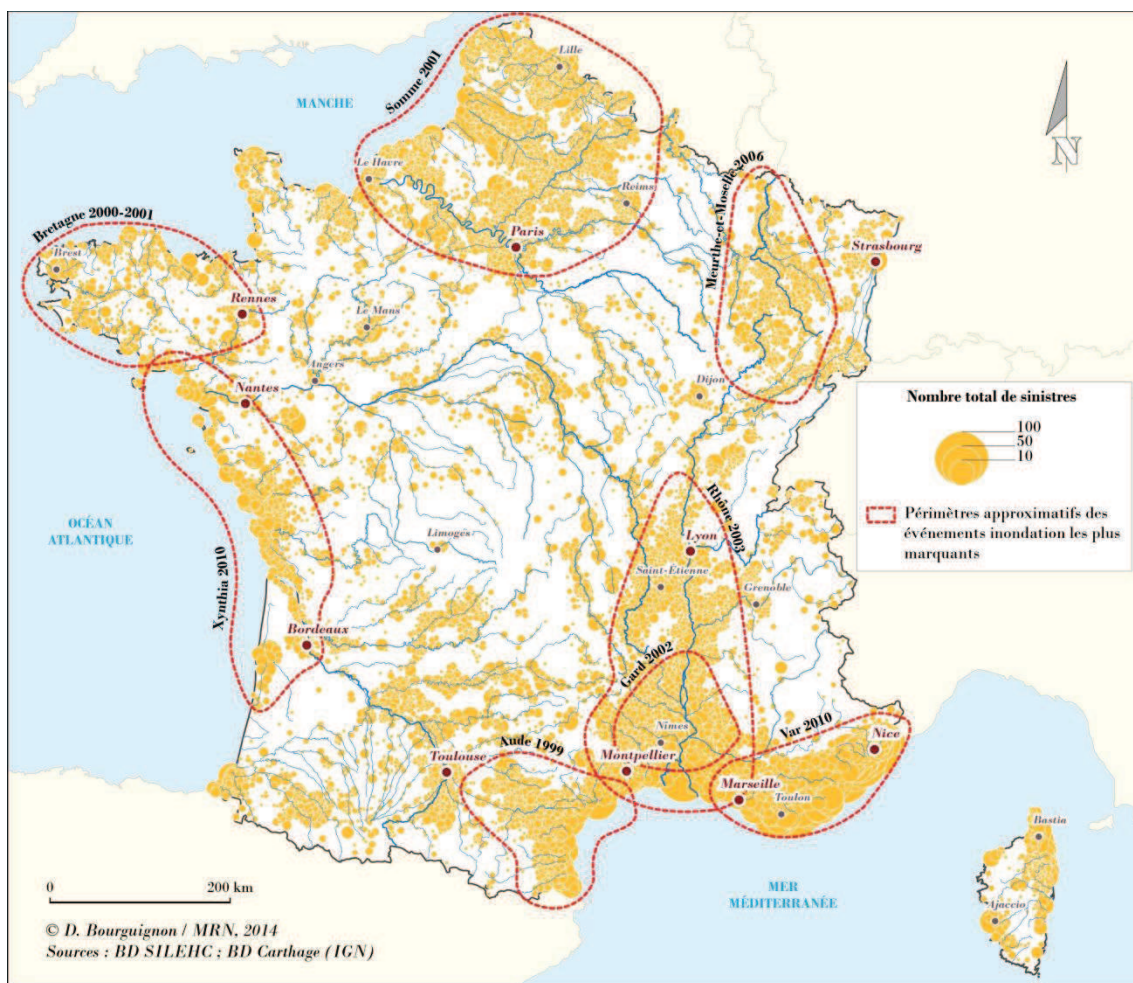 Somme 2001
Lille
MANCHE
N
Le Havre
Reims
Meurthe-et-Moselle 2006
Bretagne 2000-2001
Paris
Strasbourg
Brest
Rennes
Le Mans
Angers
Dijon
Nantes
Nombre total de sinistres
100
50
10
Périmètres approximatifs des
événements inondation les plus
marquants
Rhône 2003
OCÉAN
ATLANTIQUE
Limoges
Lyon
Saint-Étienne
Grenoble
Xynthia 2010
Bordeaux
Gard 2002
Nîmes
Var 2010
Nice
Aude 1999
Toulouse
Montpellier
Marseille
Toulon
Bastia
Ajaccio
0
200 km
MER
MÉDITERRANÉE
© D. Bourguignon / MRN, 2014
Sources : BD SILEHC ; BD Carthage (IGN)